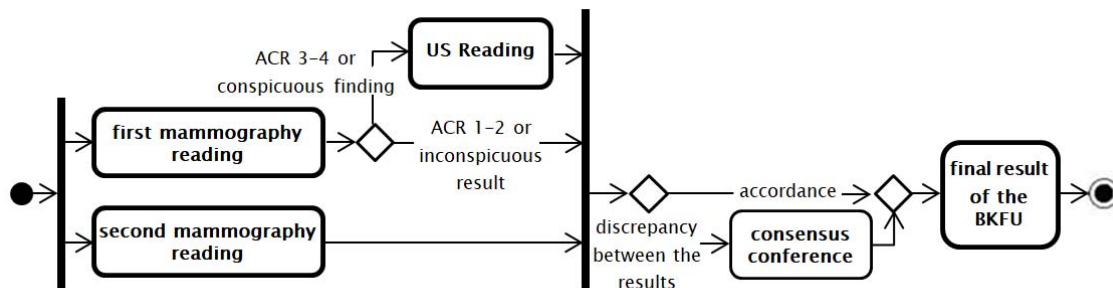 ACR 3-4 or
conspicuous finding
US Reading
first mammography
reading
ACR 1-2 or
inconspicuous
result
second mammography
reading
accordance
discrepancy
between the
results
consensus
conference
final result
of the
BKFU